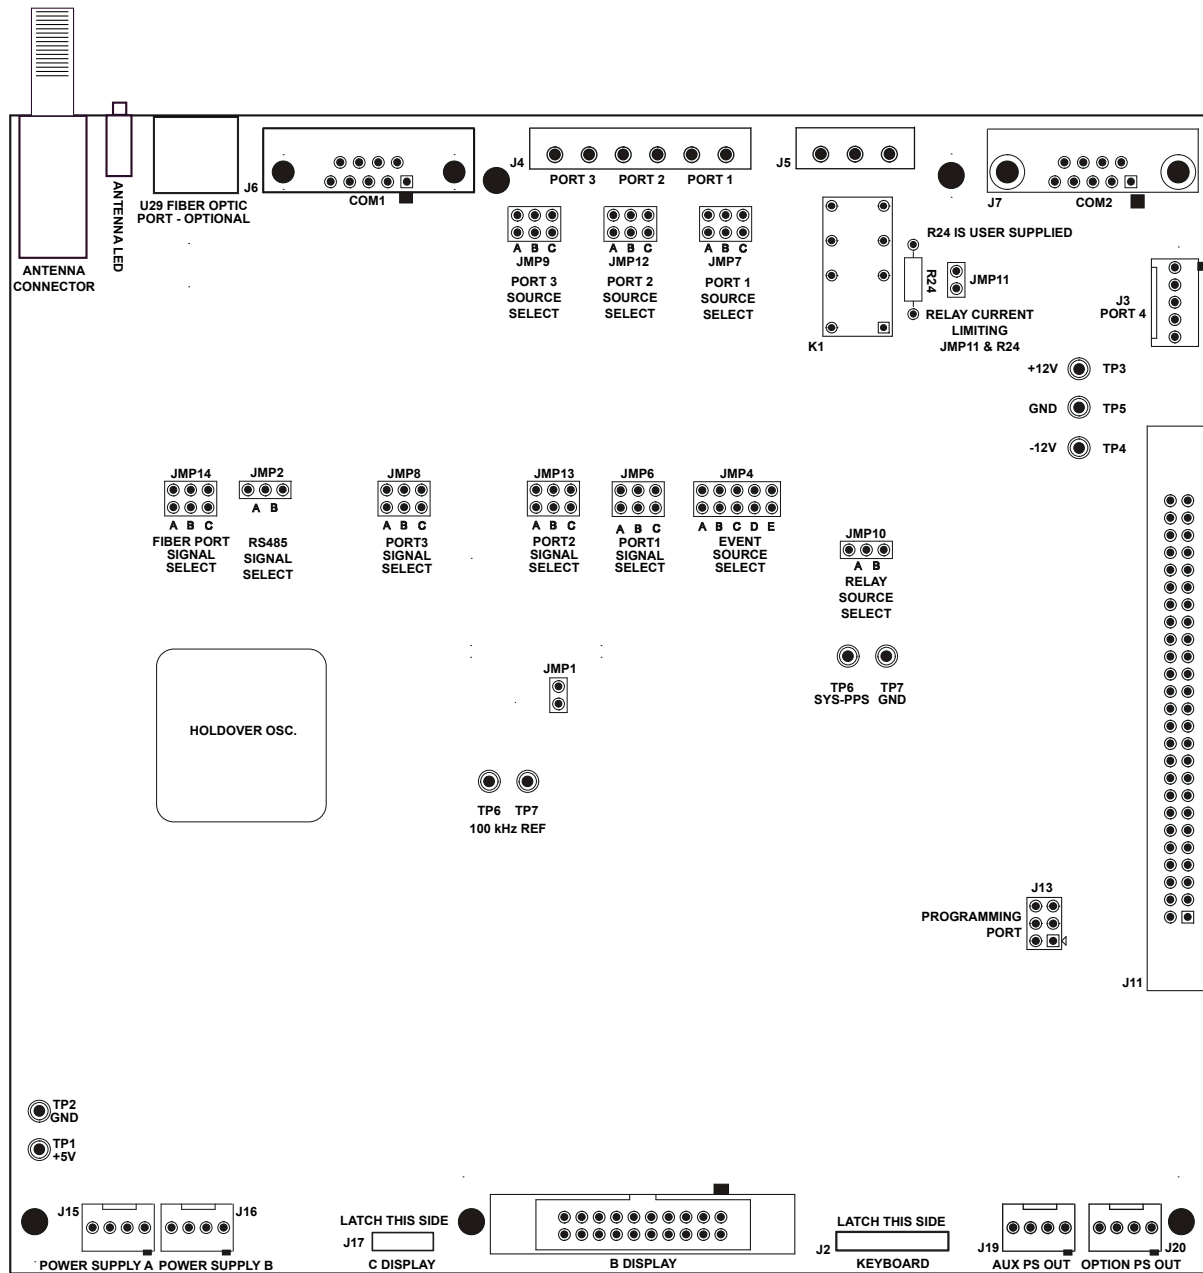 J4
J5
PORT 3 PORT 2 PORT 1
J6
COM1
J7
COM2
U29 FIBER OPTIC
PORT - OPTIONAL
ANTENNA LED
ANTENNA
CONNECTOR
A B C
JMP9
PORT 3
SOURCE
SELECT
A B C
JMP12
PORT 2
SOURCE
SELECT
A B C
JMP7
PORT 1
SOURCE
SELECT
K1
R24 IS USER SUPPLIED
R24
JMP11
RELAY CURRENT
LIMITING
JMP11 & R24
J3
PORT 4
+12V TP3
GND TP5
-12V TP4
JMP14
A B C
FIBER PORT
SIGNAL
SELECT
JMP2
A B
RS485
SIGNAL
SELECT
JMP8
A B C
PORT3
SIGNAL
SELECT
JMP13
A B C
PORT2
SIGNAL
SELECT
JMP6
A B C
PORT1
SIGNAL
SELECT
JMP4
A B C D E
EVENT
SOURCE
SELECT
JMP10
A B
RELAY
SOURCE
SELECT
TP6 TP7
SYS-PPS GND
JMP1
HOLDOVER OSC.
TP6 TP7
100 kHz REF
J13
PROGRAMMING
PORT
J11
TP2
GND
TP1
+5V
J15
POWER SUPPLY A
J16
POWER SUPPLY B
LATCH THIS SIDE
J17
C DISPLAY
B DISPLAY
LATCH THIS SIDE
J2
KEYBOARD
J19
AUX PS OUT
J20
OPTION PS OUT